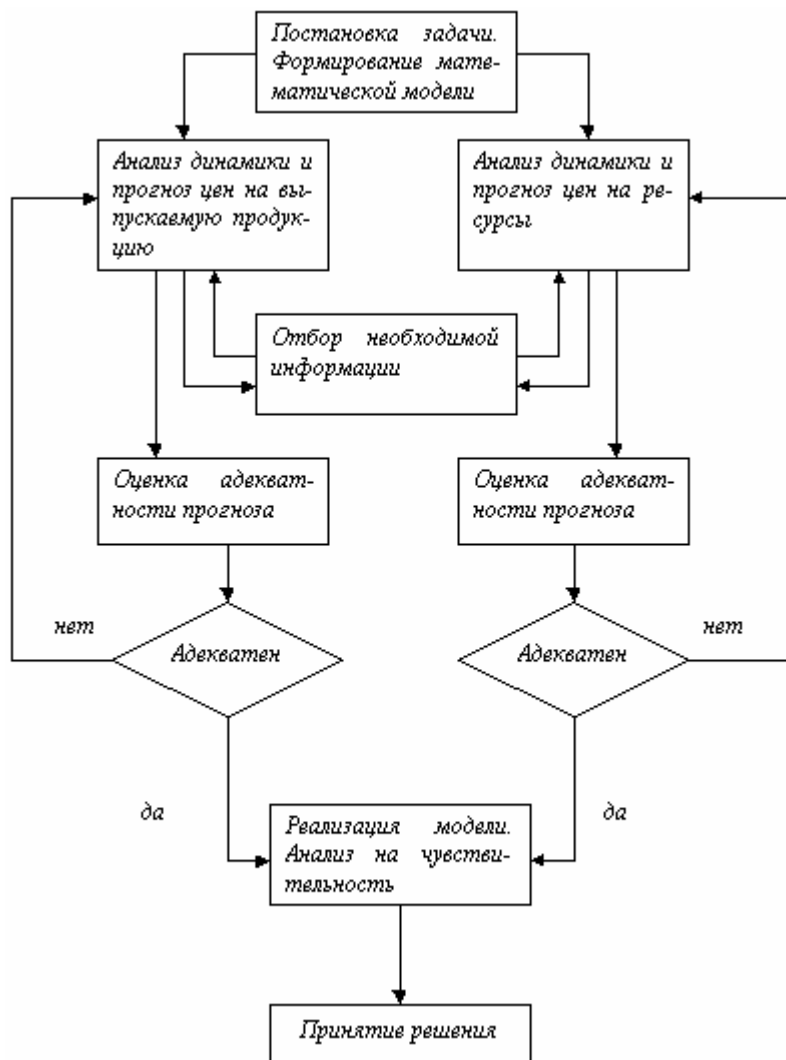 Постановка задачи.
Формирование мате-
матической модели
Анализ динамики и
прогноз цен на вы-
пускаемую продук-
цию
Анализ динамики и
прогноз цен на ре-
сурсы
Отбор необходимой
информации
Оценка адекват-
ности прогноза
Оценка адекват-
ности прогноза
нет
Адекватен
Адекватен
нет
да
Реализация модели.
Анализ на чувстви-
тельность
да
Принятие решения